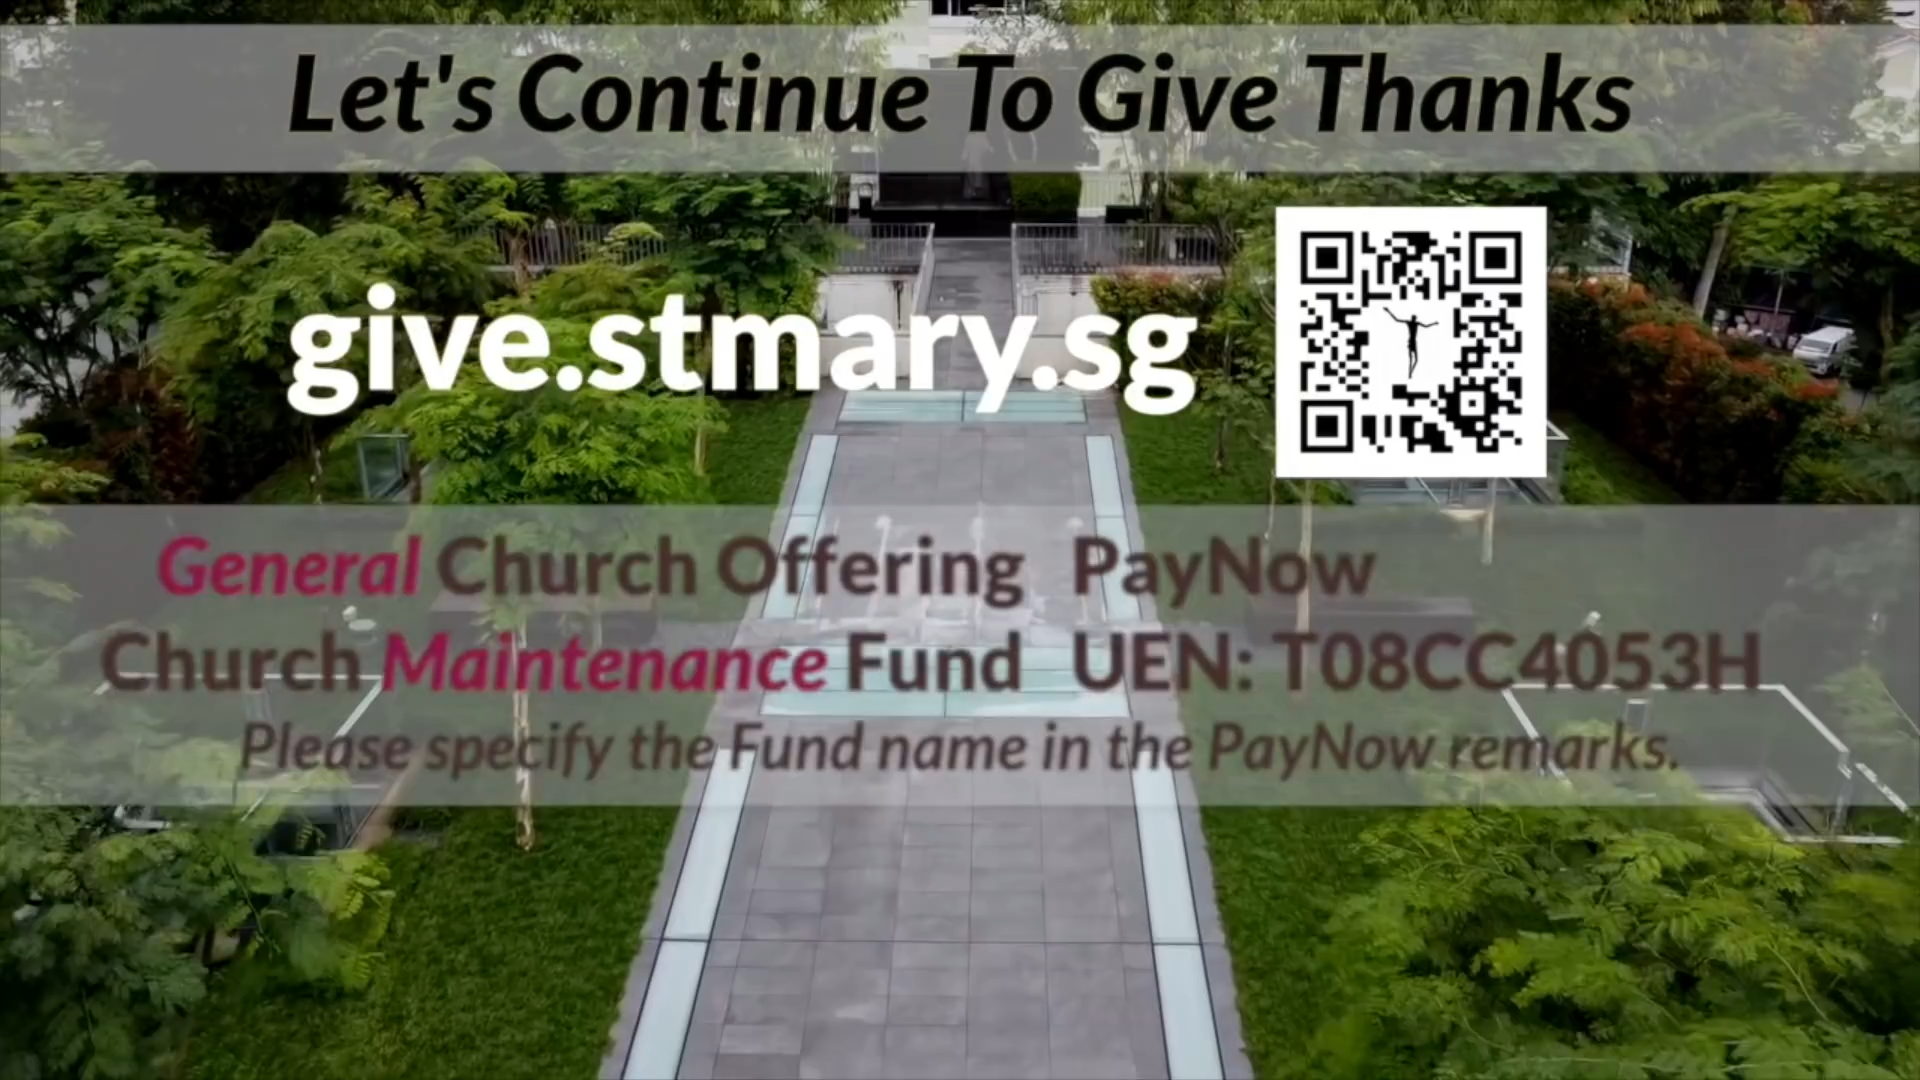 Let's Continue To Give Thanks
give.stmary.sg
General Church Offering PayNow
Church Maintenance Fund UEN: T08CC4053H
Please specify the Fund name in the PayNow remarks.